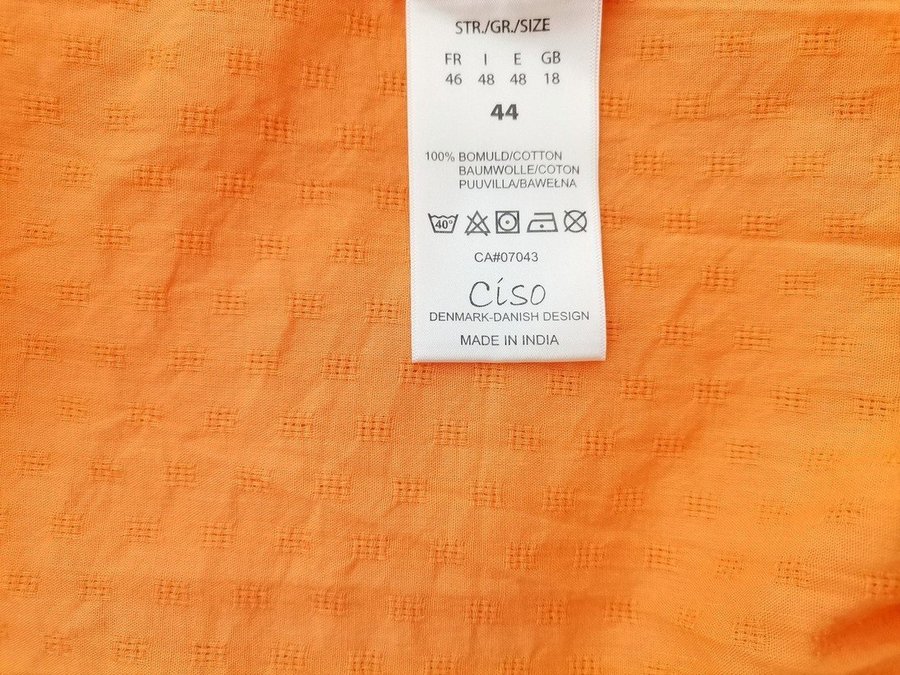 STR./GR./SIZE
FR I E GB
46 48 48 18
44
100% BOMULD/COTTON
BAUMWOLLE/COTON
PUUVILLA/BAWEŁNA
40°
CA#07043
Ciso
DENMARK-DANISH DESIGN
MADE IN INDIA